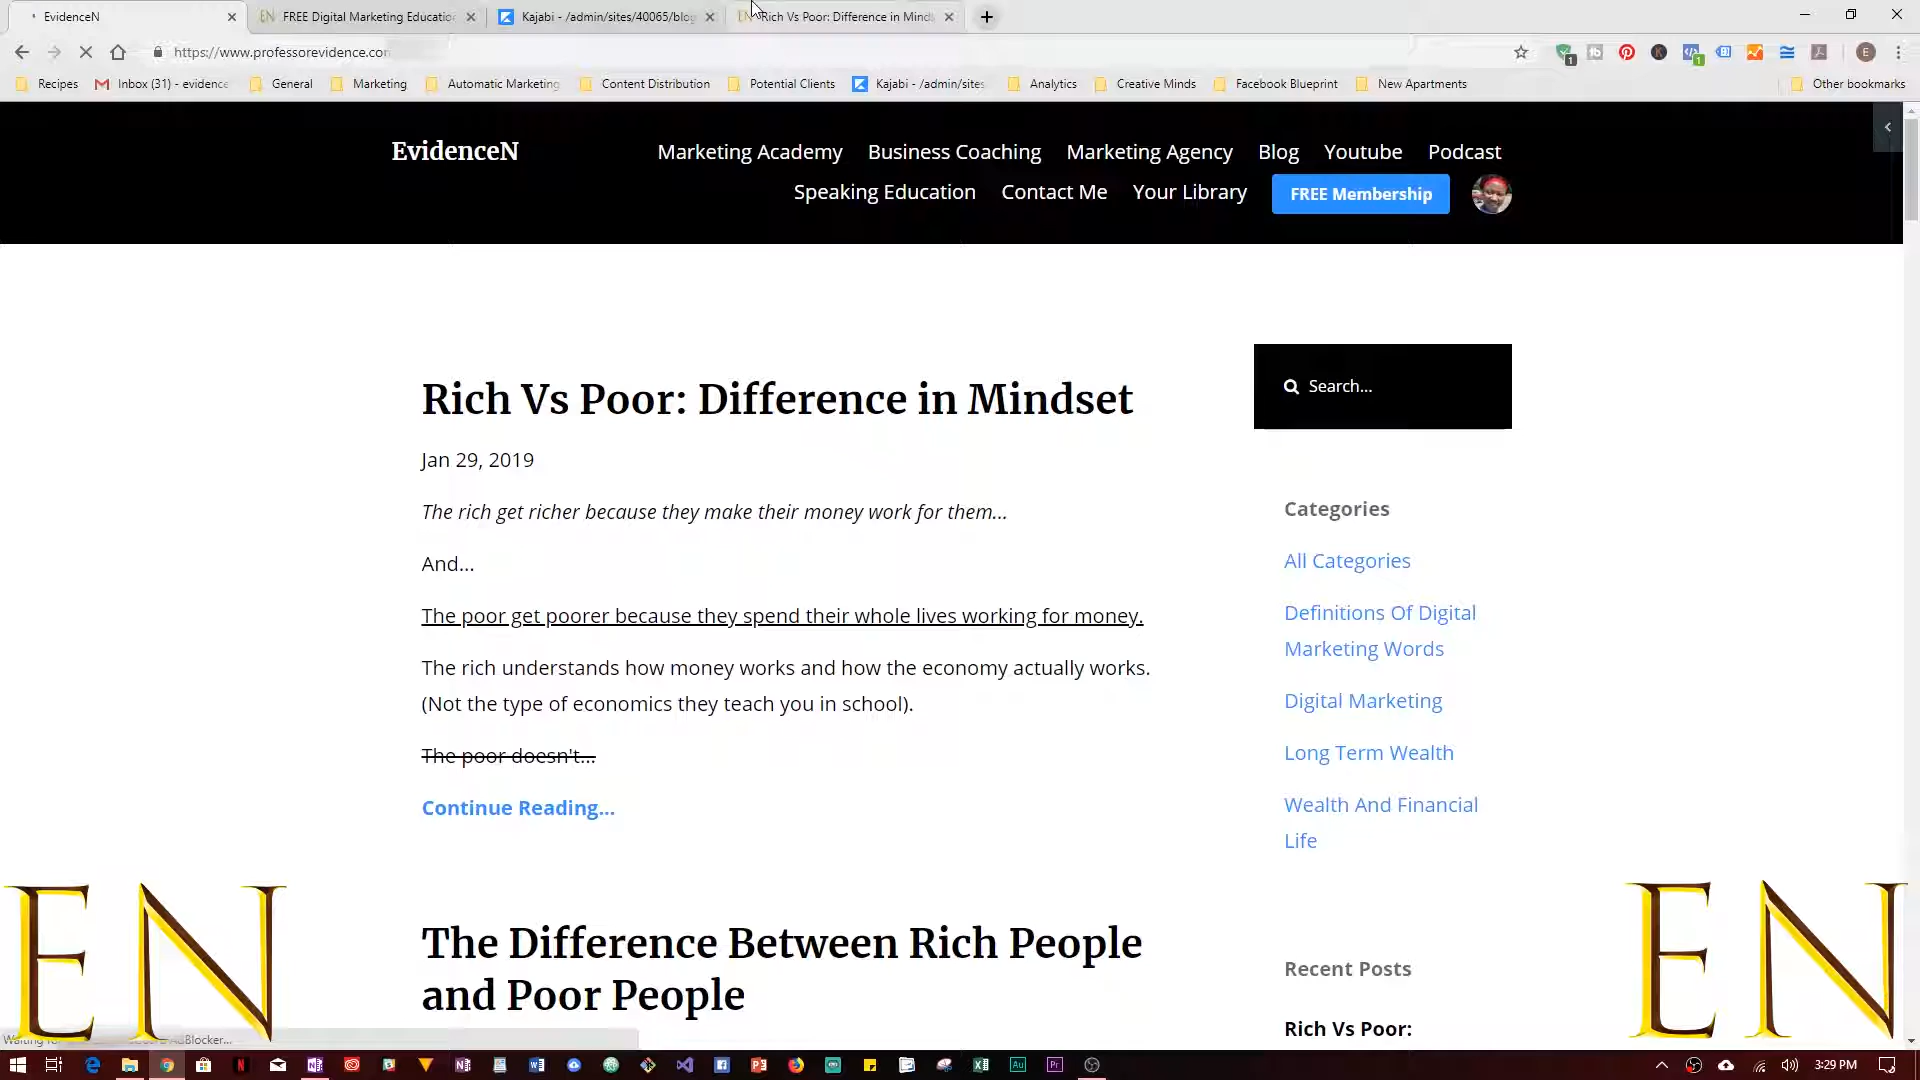 EvidenceN
FREE Digital Marketing Educatio
Kajabi - /admin/sites/40065/blog
Rich Vs Poor: Difference in Mind
https://www.professorevidence.com
Recipes
Inbox (31) - evidence
General
Marketing
Automatic Marketing
Content Distribution
Potential Clients
Kajabi - /admin/sites
Analytics
Creative Minds
Facebook Blueprint
New Apartments
Other bookmarks
EvidenceN
Marketing Academy Business Coaching Marketing Agency Blog Youtube Podcast
Speaking Education Contact Me Your Library FREE Membership
Rich Vs Poor: Difference in Mindset
Jan 29, 2019
The rich get richer because they make their money work for them...
And...
The poor get poorer because they spend their whole lives working for money.
The rich understands how money works and how the economy actually works.
(Not the type of economics they teach you in school).
The poor doesn't...
Continue Reading...
The Difference Between Rich People
and Poor People
Search...
Categories
All Categories
Definitions Of Digital
Marketing Words
Digital Marketing
Long Term Wealth
Wealth And Financial
Life
Recent Posts
Rich Vs Poor:
EN
EN
3:29 PM